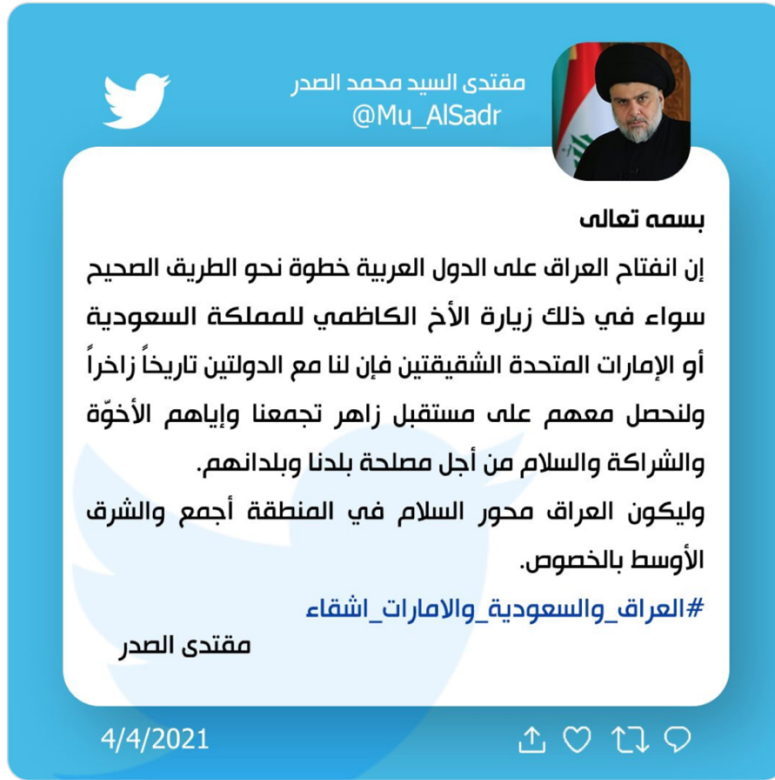 مقتدى السيد محمد الصدر
@Mu_AlSadr
بسمه تعالى
إن انفتاح العراق على الدول العربية خطوة نحو الطريق الصحيح
سواء في ذلك زيارة الأخ الكاظمي للمملكة السعودية
أو الإمارات المتحدة الشقيقتين فإن لنا مع الدولتين تاريخاً زاخراً
ولنحصل معهم على مستقبل زاهر تجمعنا وإياهم الأخوّة
والشراكة والسلام من أجل مصلحة بلدنا وبلدانهم.
وليكون العراق محور السلام في المنطقة أجمع والشرق
الأوسط بالخصوص.
#العراق_والسعودية_والامارات_اشقاء
مقتدى الصدر
4/4/2021